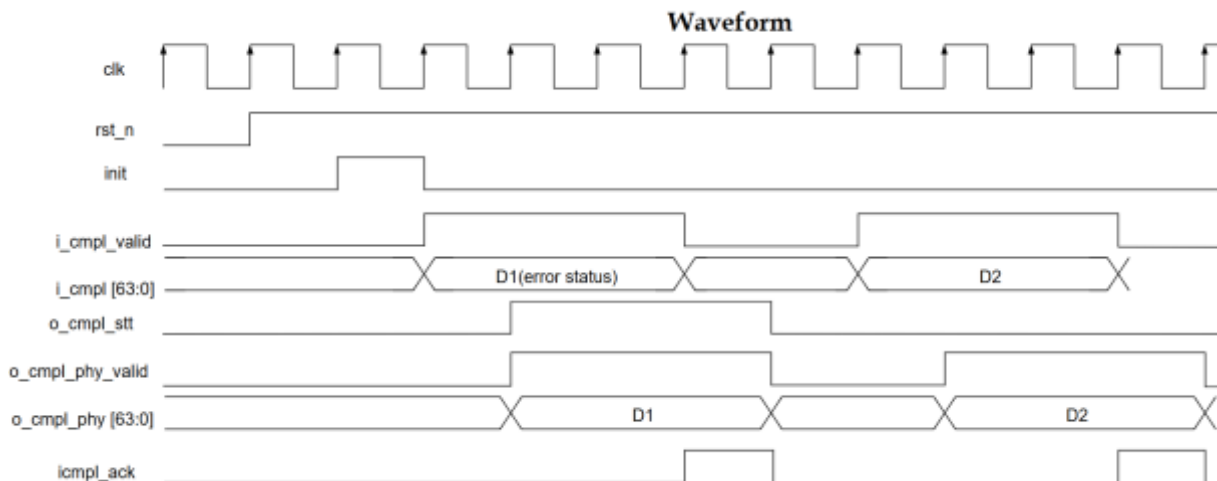 Waveform
clk
rst_n
init
i_cmpl_valid
D1(error status)
D2
i_cmpl [63:0]
o_cmpl_stt
o_cmpl_phy_valid
D1
D2
o_cmpl_phy [63:0]
icmpl_ack